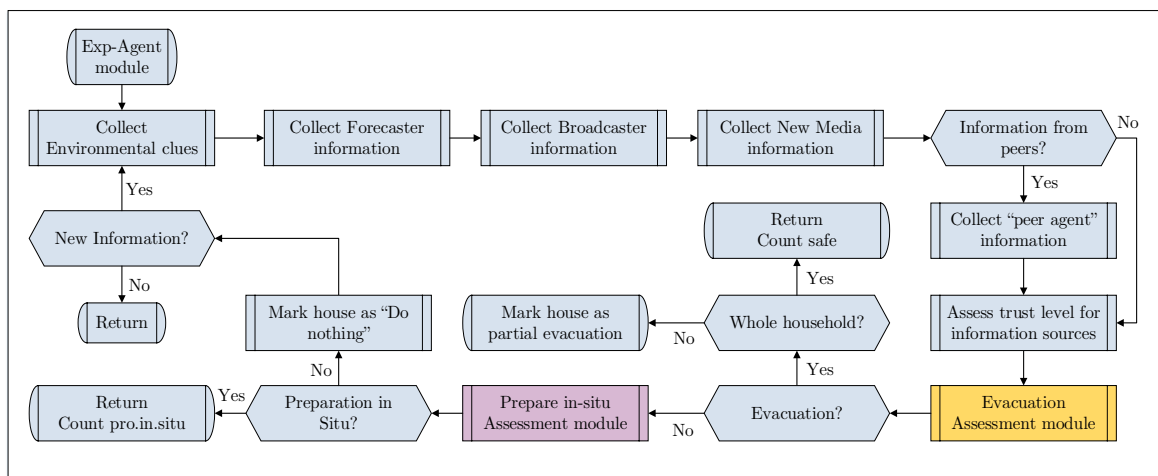 Exp-Agent
module
Collect
Environmental clues
Collect Forecaster
information
Collect Broadcaster
information
Collect New Media
information
Information from
peers?
No
Yes
Yes
New Information?
No
Return
Return
Count safe
Collect “peer agent”
information
Yes
Mark house as “Do
nothing”
Mark house as
partial evacuation
No
Whole household?
Assess trust level for
information sources
No
Yes
Return
Count pro.in.situ
Yes
Preparation in
Situ?
Prepare in-situ
Assessment module
No
Evacuation?
Evacuation
Assessment module